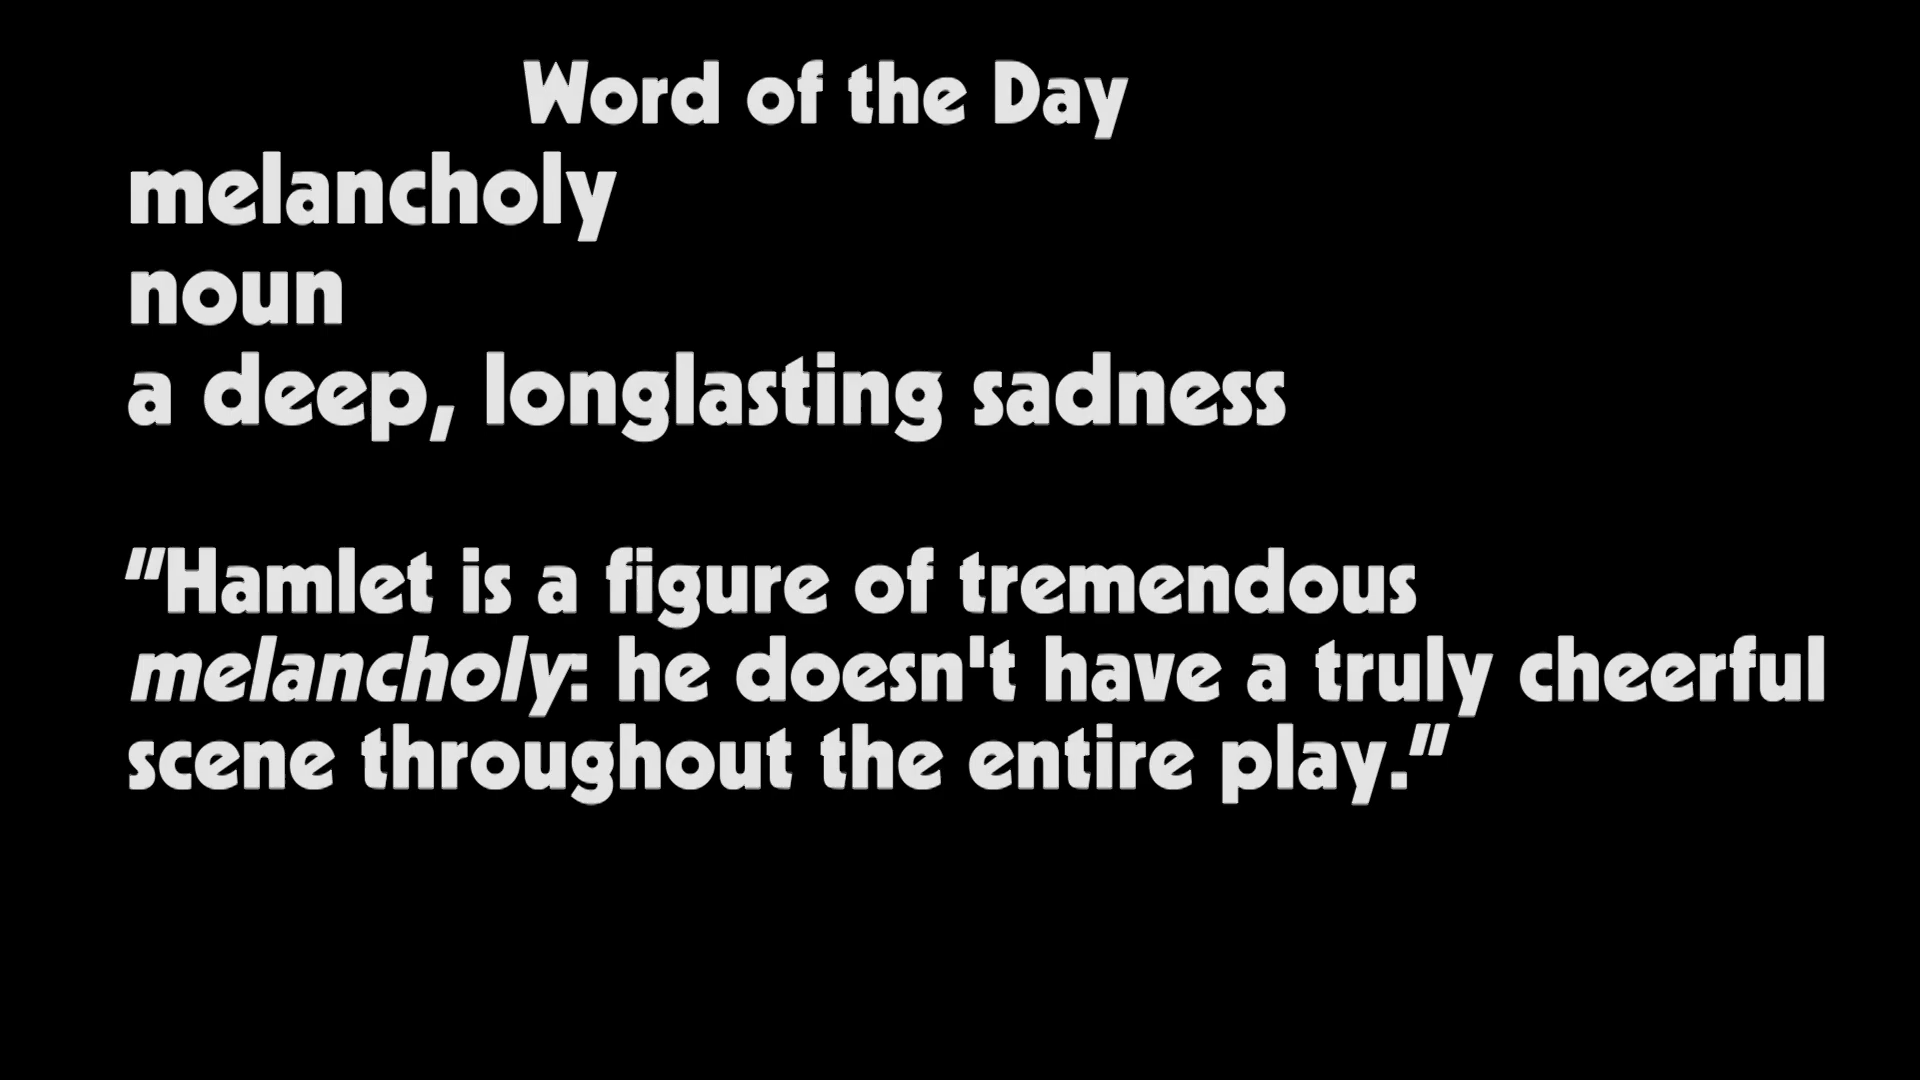 Word of the Day
melancholy
noun
a deep, longlasting sadness
"Hamlet is a figure of tremendous
melancholy: he doesn't have a truly cheerful
scene throughout the entire play."